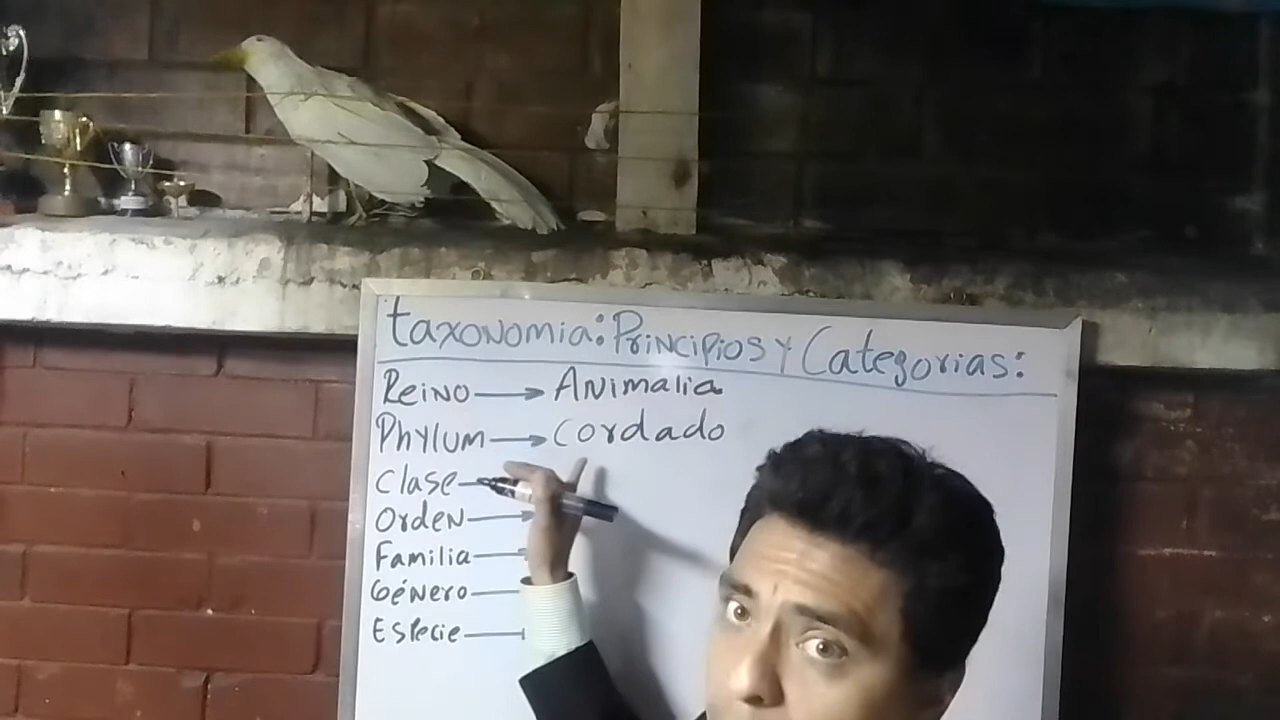 taxonomia: Principios y Categorias:
Reino → Animalia
Phylum → Cordado
Clase
Orden →
Familia
Género
Especie